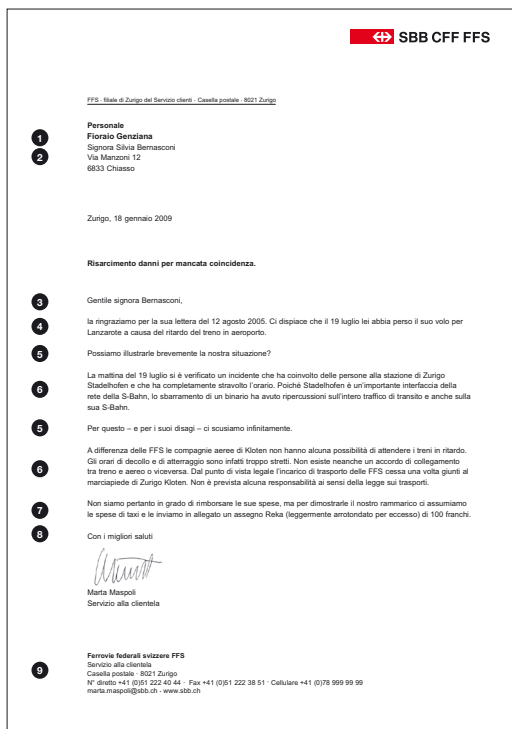 SBB CFF FFS
FFS - filiale di Zurigo del Servizio clienti - Casella postale - 8021 Zurigo
Personale
1 Fioraio Genziana
Signora Silvia Bernasconi
2 Via Manzoni 12
6833 Chiasso
Zurigo, 18 gennaio 2009
Risarcimento danni per mancata coincidenza.
3 Gentile signora Bernasconi,
4 la ringraziamo per la sua lettera del 12 agosto 2005. Ci dispiace che il 19 luglio lei abbia perso il suo volo per
Lanzarote a causa del ritardo del treno in aeroporto.
5 Possiamo illustrarle brevemente la nostra situazione?
La mattina del 19 luglio si è verificato un incidente che ha coinvolto delle persone alla stazione di Zurigo
6 Stadelhofen e che ha completamente stravolto l'orario. Poiché Stadelhofen è un'importante interfaccia della
rete della S-Bahn, lo sbarramento di un binario ha avuto ripercussioni sull'intero traffico di transito e anche sulla
sua S-Bahn.
5 Per questo – e per i suoi disagi – ci scusiamo infinitamente.
A differenza delle FFS le compagnie aeree di Kloten non hanno alcuna possibilità di attendere i treni in ritardo.
Gli orari di decollo e di atterraggio sono infatti troppo stretti. Non esiste neanche un accordo di collegamento
6 tra treno e aereo o viceversa. Dal punto di vista legale l'incarico di trasporto delle FFS cessa una volta giunti al
marciapiede di Zurigo Kloten. Non è prevista alcuna responsabilità ai sensi della legge sui trasporti.
7 Non siamo pertanto in grado di rimborsare le sue spese, ma per dimostrarle il nostro rammarico ci assumiamo
le spese di taxi e le inviamo in allegato un assegno Reka (leggermente arrotondato per eccesso) di 100 franchi.
8 Con i migliori saluti
Marta Maspoli
Servizio alla clientela
Ferrovie federali svizzere FFS
Servizio alla clientela
9 Casella postale · 8021 Zurigo
N° diretto +41 (0)51 222 40 44 · Fax +41 (0)51 222 38 51 · Cellulare +41 (0)78 999 99 99
marta.maspoli@sbb.ch - www.sbb.ch